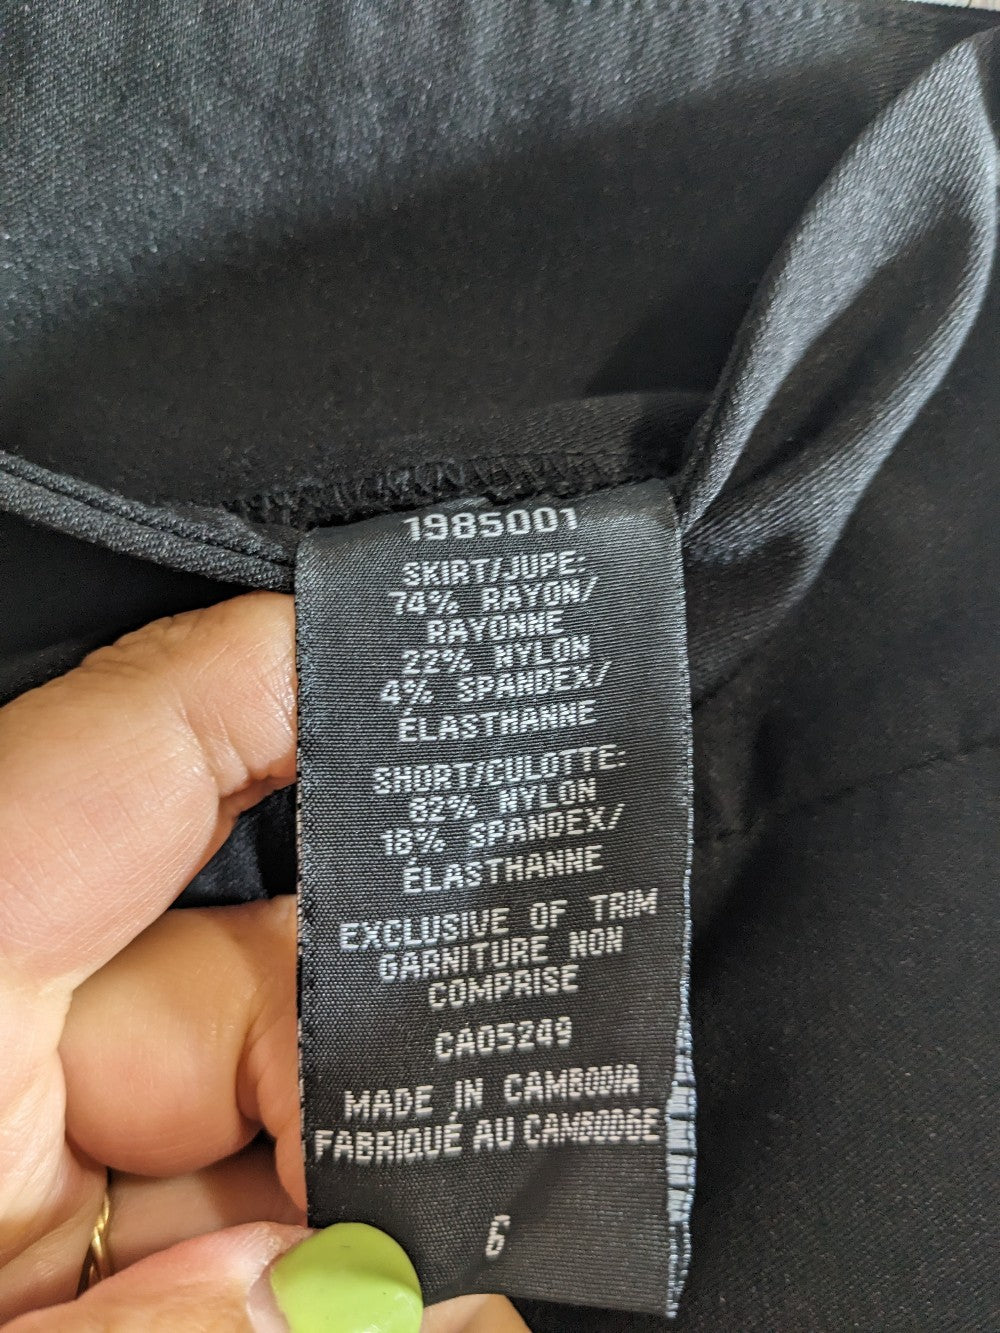 1985001
SKIRT/JUPE:
74% RAYON/
RAYONNE
22% NYLON
4% SPANDEX/
ÉLASTHANNE
SHORT/CULOTTE:
82% NYLON
18% SPANDEX/
ÉLASTHANNE
EXCLUSIVE OF TRIM
GARNITURE NON
COMPRISE
CA05249
MADE IN CAMBODIA
FABRIQUÉ AU CAMBODGE
6